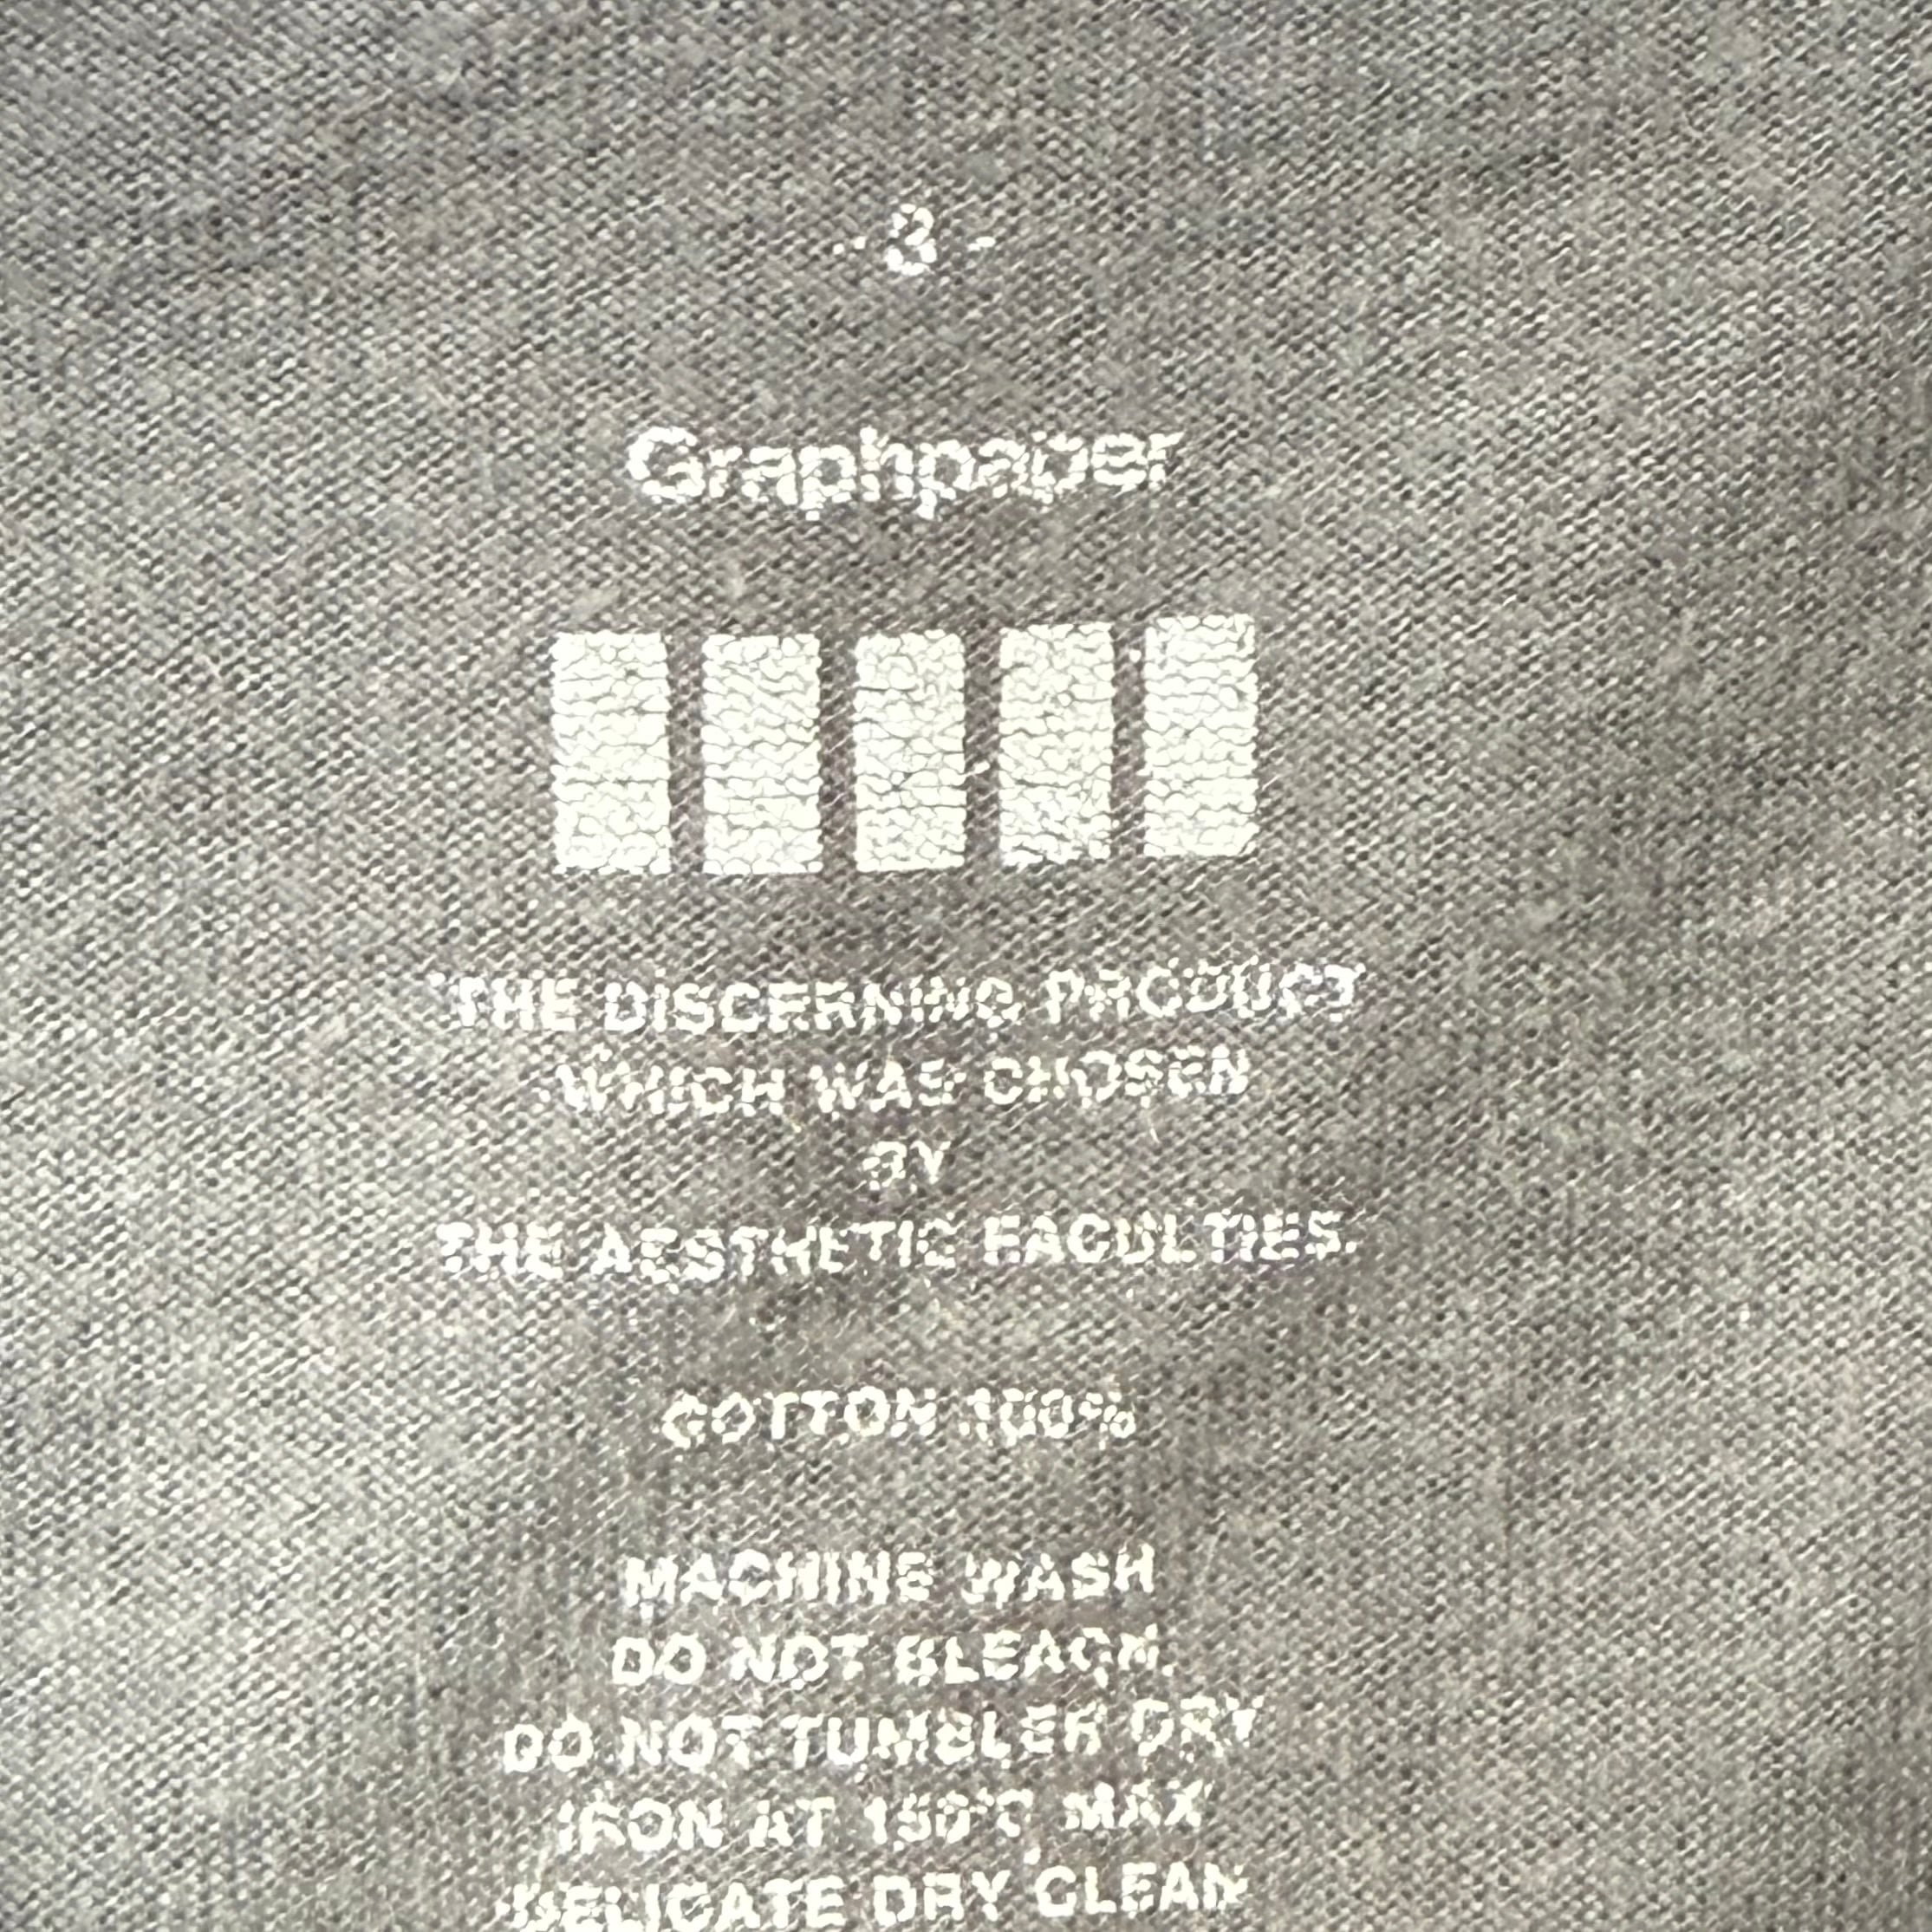 - 3 -
Graphpaper
THE DISCERNING PRODUCT
WHICH WAS CHOSEN
BY
THE AESTHETIC FACULTIES.
COTTON 100%
MACHINE WASH
DO NOT BLEACH.
DO NOT TUMBLER DRY
IRON AT 150℃ MAX
DELICATE DRY CLEAN